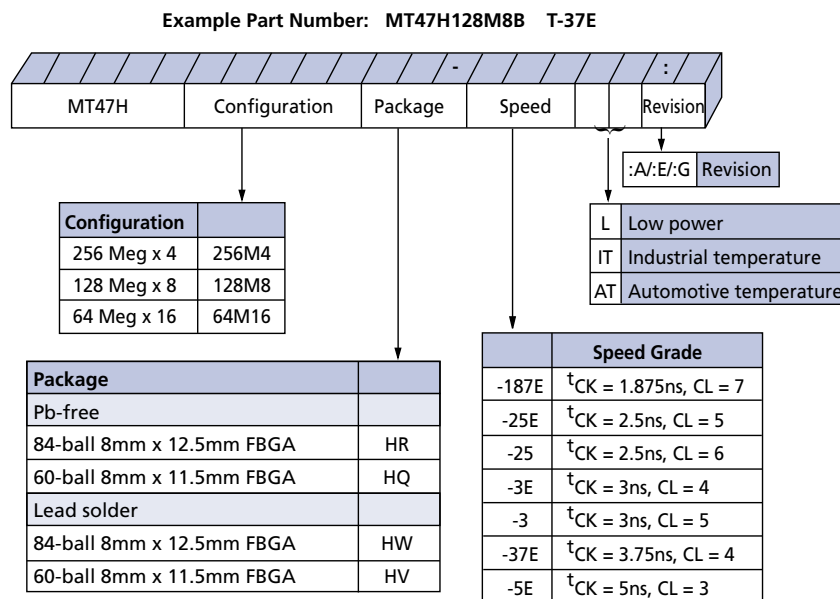 Example Part Number: MT47H128M8B T-37E
- :
MT47H Configuration Package Speed Revision
:A/:E/:G Revision
Configuration
256 Meg x 4 256M4
128 Meg x 8 128M8
64 Meg x 16 64M16
L Low power
IT Industrial temperature
AT Automotive temperature
Package
Pb-free
84-ball 8mm x 12.5mm FBGA HR
60-ball 8mm x 11.5mm FBGA HQ
Lead solder
84-ball 8mm x 12.5mm FBGA HW
60-ball 8mm x 11.5mm FBGA HV
Speed Grade
-187E tCK = 1.875ns, CL = 7
-25E tCK = 2.5ns, CL = 5
-25 tCK = 2.5ns, CL = 6
-3E tCK = 3ns, CL = 4
-3 tCK = 3ns, CL = 5
-37E tCK = 3.75ns, CL = 4
-5E tCK = 5ns, CL = 3